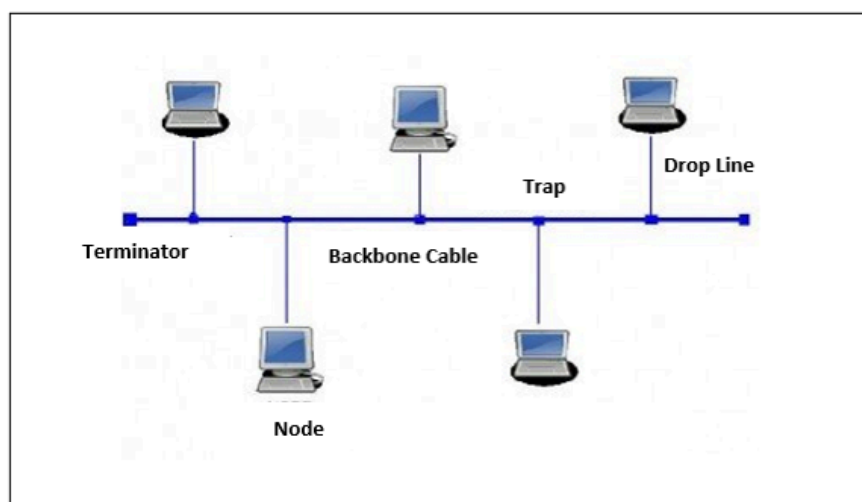 Trap
Drop Line
Terminator
Backbone Cable
Node